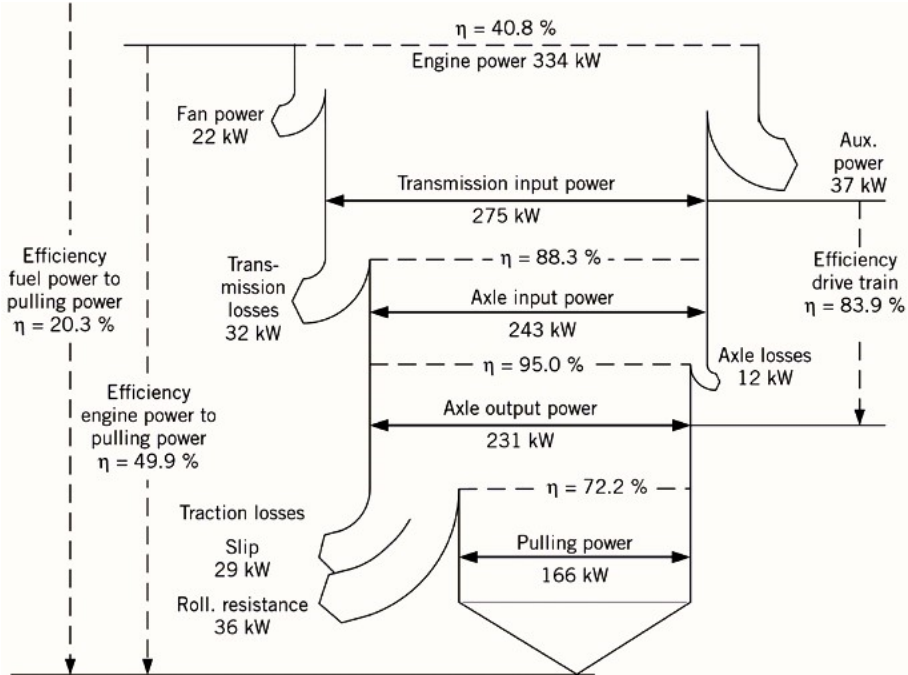 η = 40.8 %
Engine power 334 kW
Fan power
22 kW
Aux.
power
37 kW
Transmission input power
275 kW
Efficiency
fuel power to
pulling power
η = 20.3 %
Trans-
mission
losses
32 kW
η = 88.3 %
Efficiency
drive train
η = 83.9 %
Axle input power
243 kW
Axle losses
12 kW
η = 95.0 %
Efficiency
engine power to
pulling power
η = 49.9 %
Axle output power
231 kW
η = 72.2 %
Traction losses
Slip
29 kW
Pulling power
166 kW
Roll. resistance
36 kW